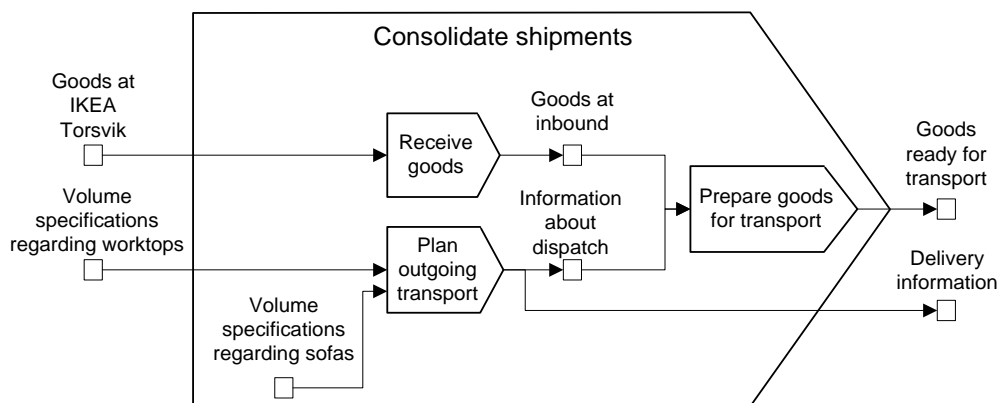 Consolidate shipments
Goods at
IKEA
Torsvik
Receive
goods
Goods at
inbound
Goods
ready for
transport
Volume
specifications
regarding worktops
Plan
outgoing
transport
Information
about
dispatch
Prepare goods
for transport
Delivery
information
Volume
specifications
regarding sofas